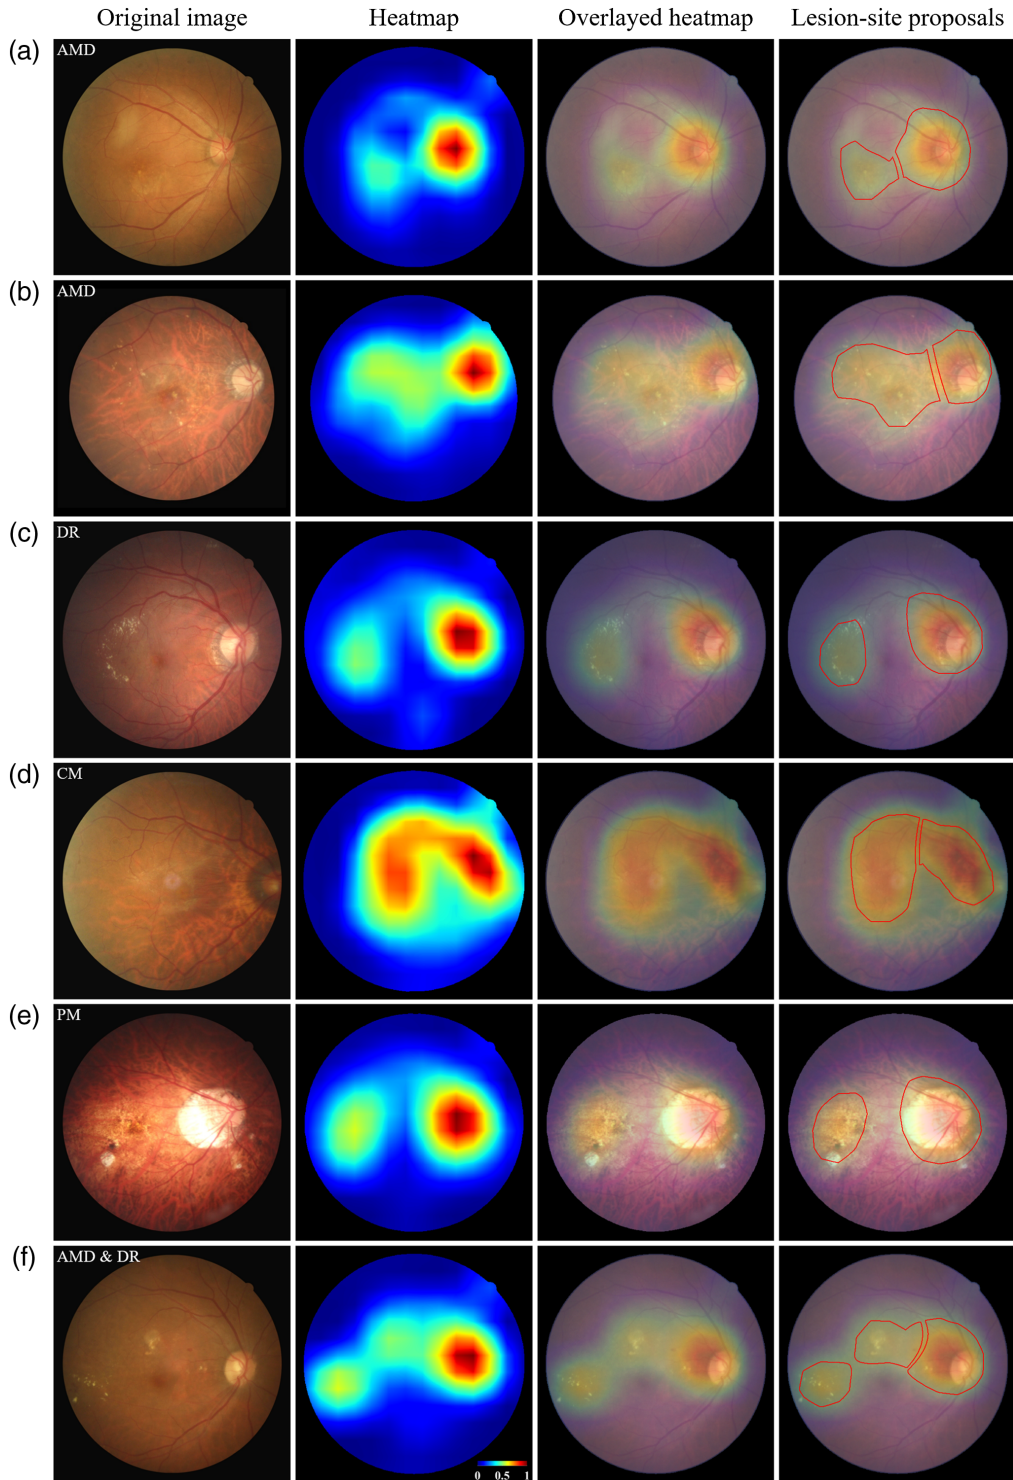 Original image Heatmap Overlayed heatmap Lesion-site proposals
(a) AMD
(b) AMD
(c) DR
(d) CM
(e) PM
(f) AMD & DR
0 0.5 1